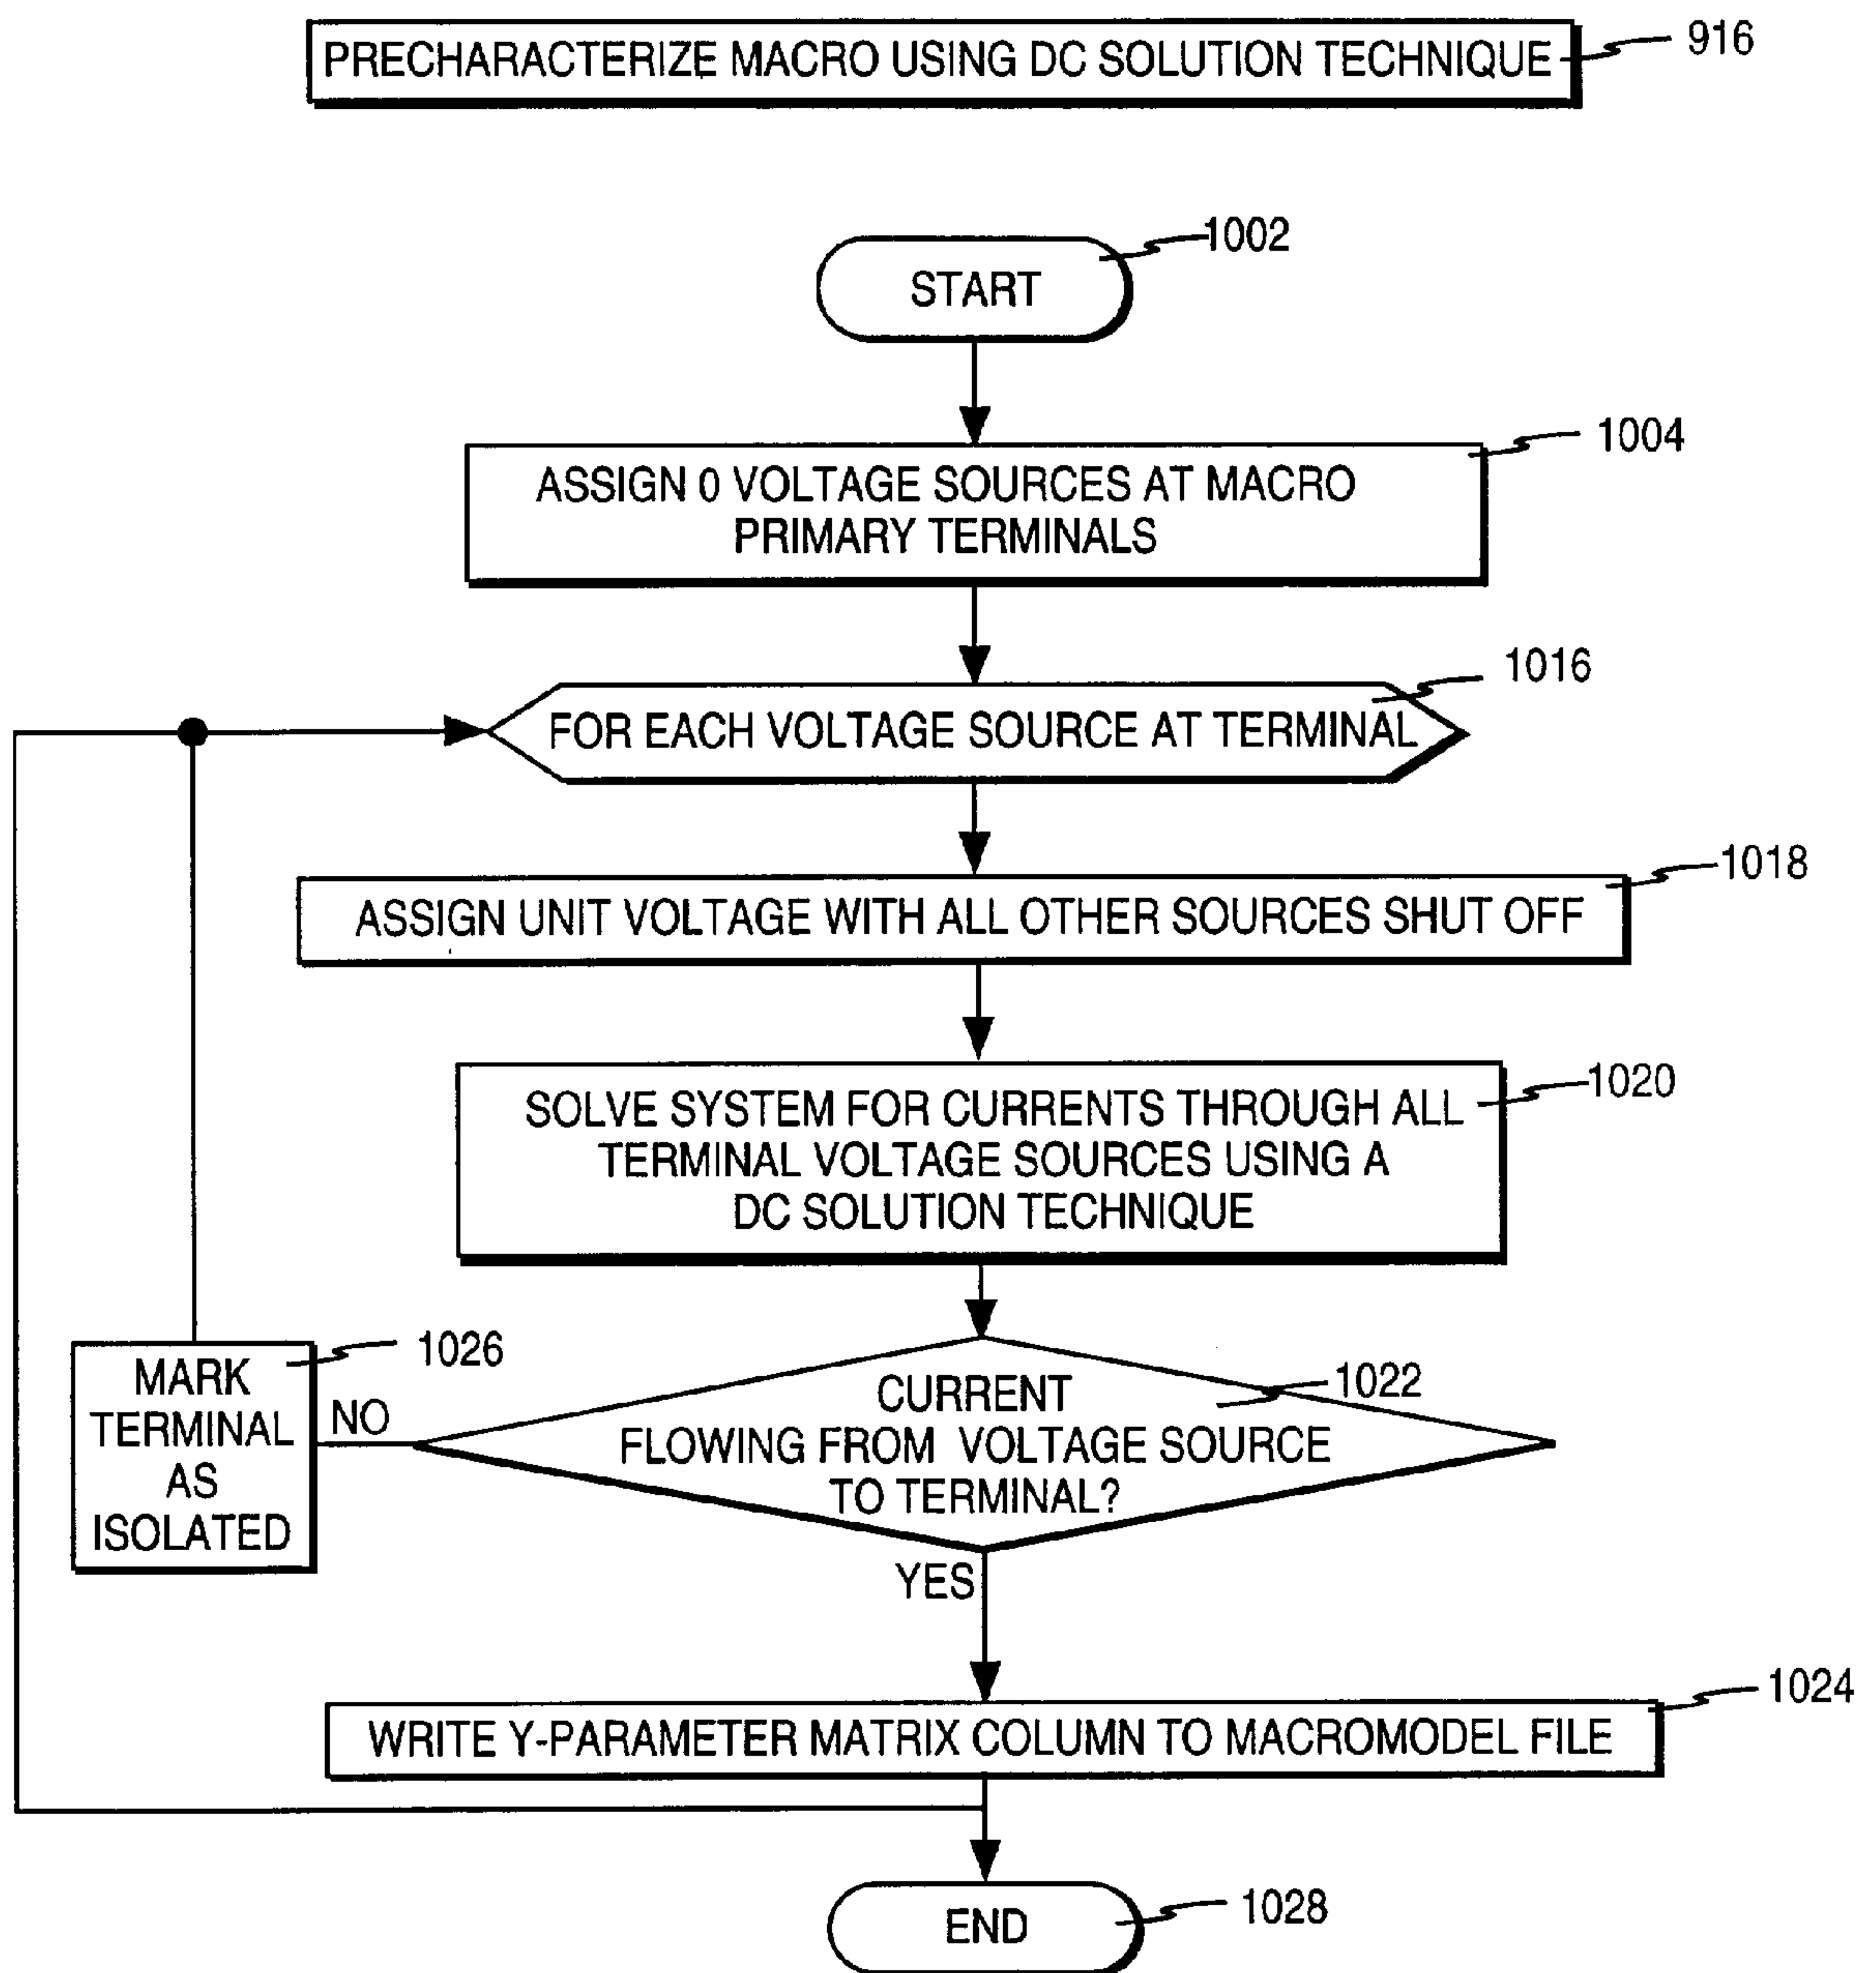 PRECHARACTERIZE MACRO USING DC SOLUTION TECHNIQUE
916
1002
START
1004
ASSIGN 0 VOLTAGE SOURCES AT MACRO
PRIMARY TERMINALS
1016
FOR EACH VOLTAGE SOURCE AT TERMINAL
1018
ASSIGN UNIT VOLTAGE WITH ALL OTHER SOURCES SHUT OFF
1020
SOLVE SYSTEM FOR CURRENTS THROUGH ALL
TERMINAL VOLTAGE SOURCES USING A
DC SOLUTION TECHNIQUE
1026
MARK
TERMINAL
AS
ISOLATED
NO
1022
CURRENT
FLOWING FROM VOLTAGE SOURCE
TO TERMINAL?
YES
1024
WRITE Y-PARAMETER MATRIX COLUMN TO MACROMODEL FILE
END
1028